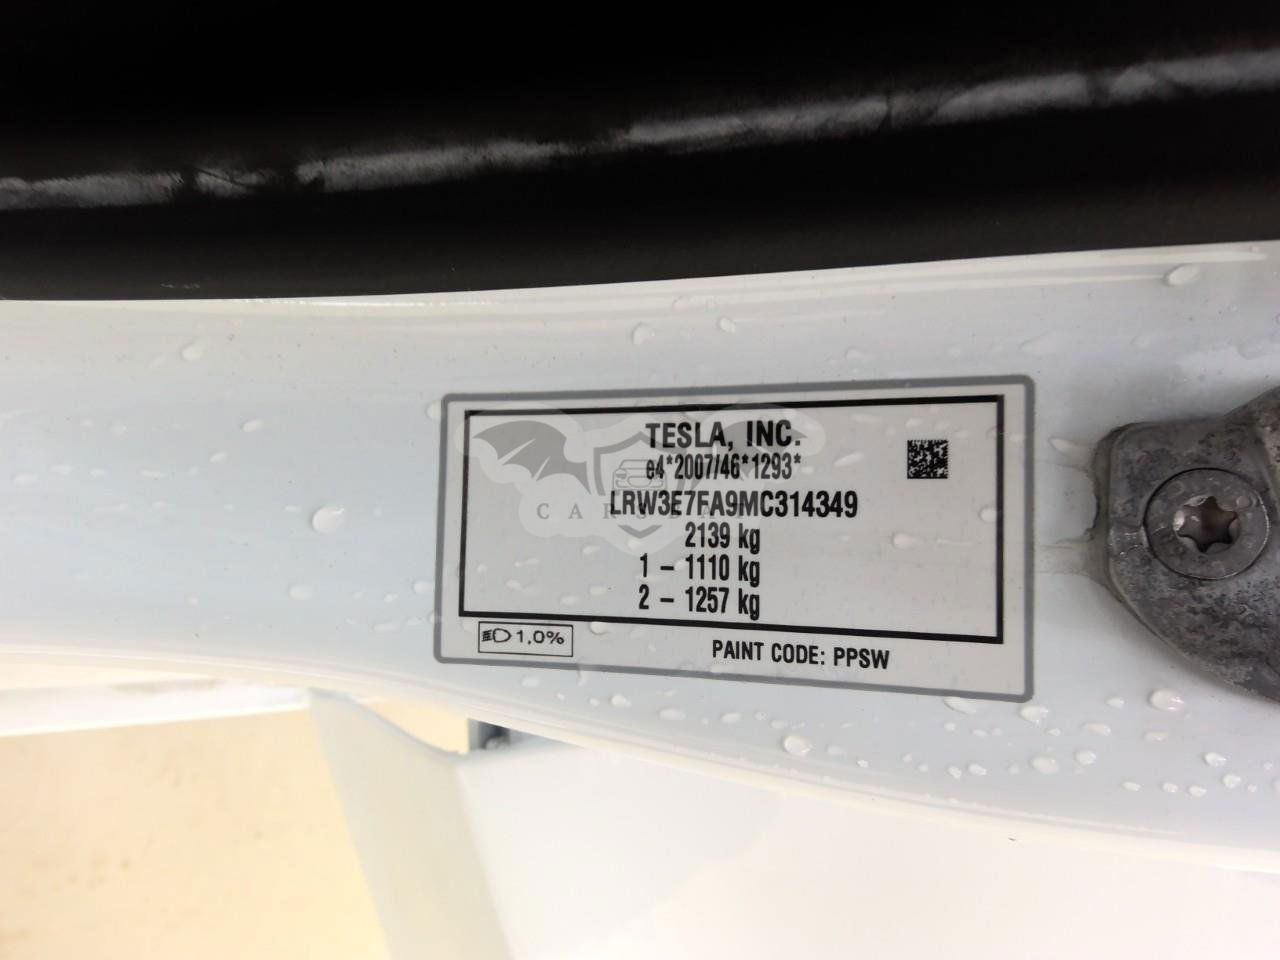 TESLA, INC.
e4*2007/46*1293*
LRW3E7FA9MC314349
2139 kg
1 - 1110 kg
2 - 1257 kg
1,0%
PAINT CODE: PPSW